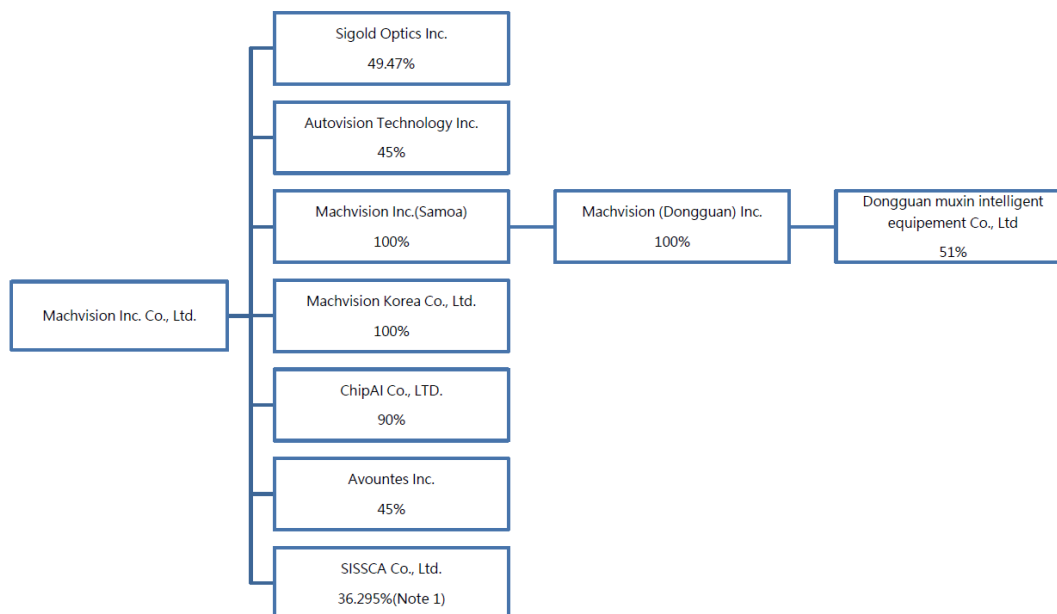 Sigold Optics Inc.
49.47%
Autovision Technology Inc.
45%
Machvision Inc.(Samoa)
100%
Machvision (Dongguan) Inc.
100%
Dongguan muxin intelligent
equipement Co., Ltd
51%
Machvision Inc. Co., Ltd.
Machvision Korea Co., Ltd.
100%
ChipAI Co., LTD.
90%
Avountes Inc.
45%
SISSCA Co., Ltd.
36.295%(Note 1)